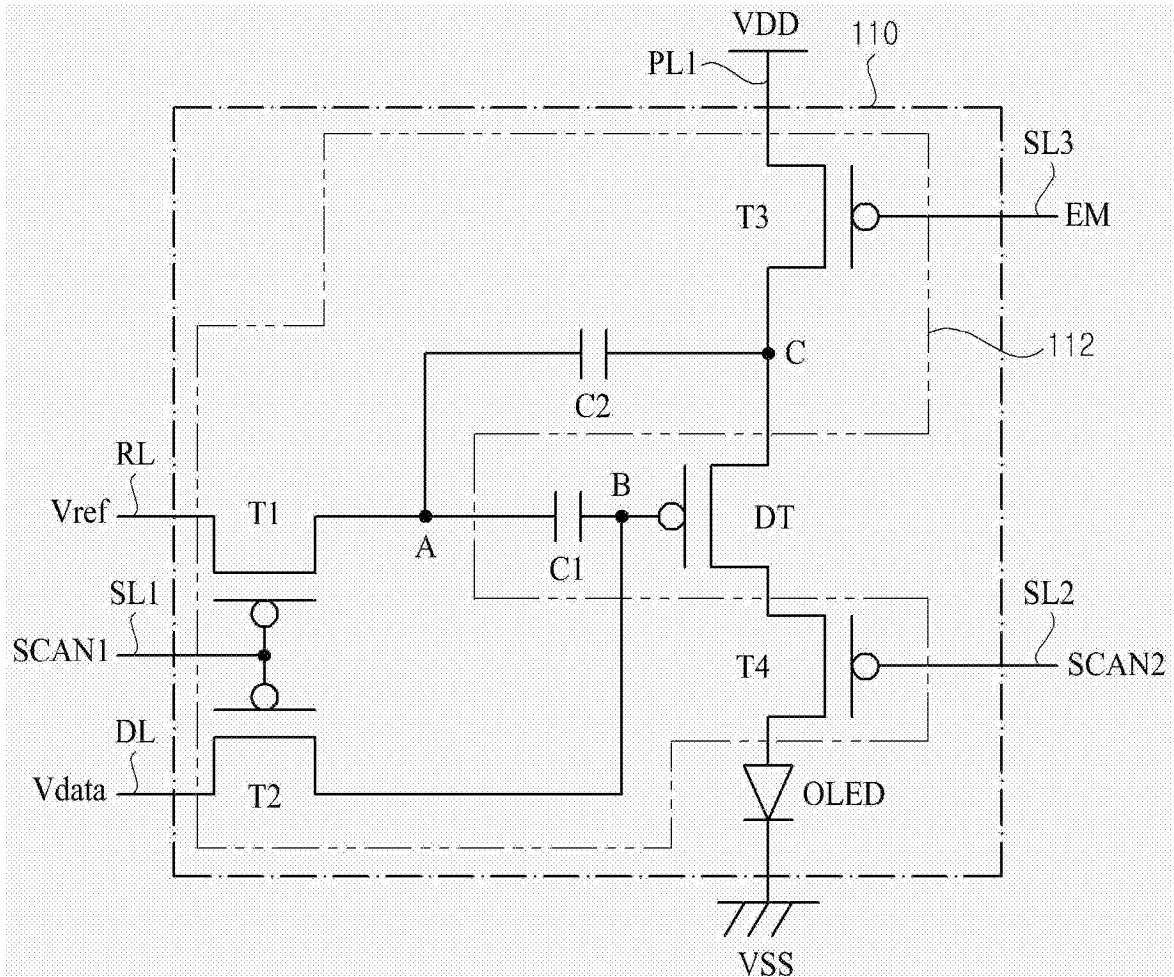 VDD
110
PL1
SL3
T3
EM
C
112
C2
RL
B
Vref
T1
DT
A
C1
SL1
SL2
SCAN1
T4
SCAN2
DL
Vdata
T2
OLED
VSS